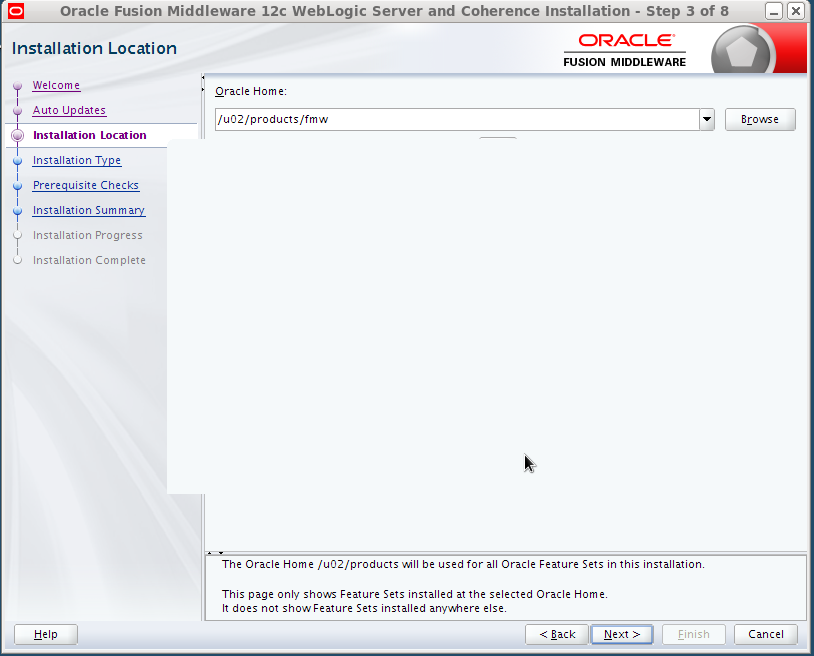 Oracle Fusion Middleware 12c WebLogic Server and Coherence Installation - Step 3 of 8
Installation Location
ORACLE
FUSION MIDDLEWARE
Welcome
Auto Updates
Installation Location
Installation Type
Prerequisite Checks
Installation Summary
Installation Progress
Installation Complete
Oracle Home:
/u02/products/fmw
Browse
The Oracle Home /u02/products will be used for all Oracle Feature Sets in this installation.
This page only shows Feature Sets installed at the selected Oracle Home.
It does not show Feature Sets installed anywhere else.
Help
< Back
Next >
Finish
Cancel